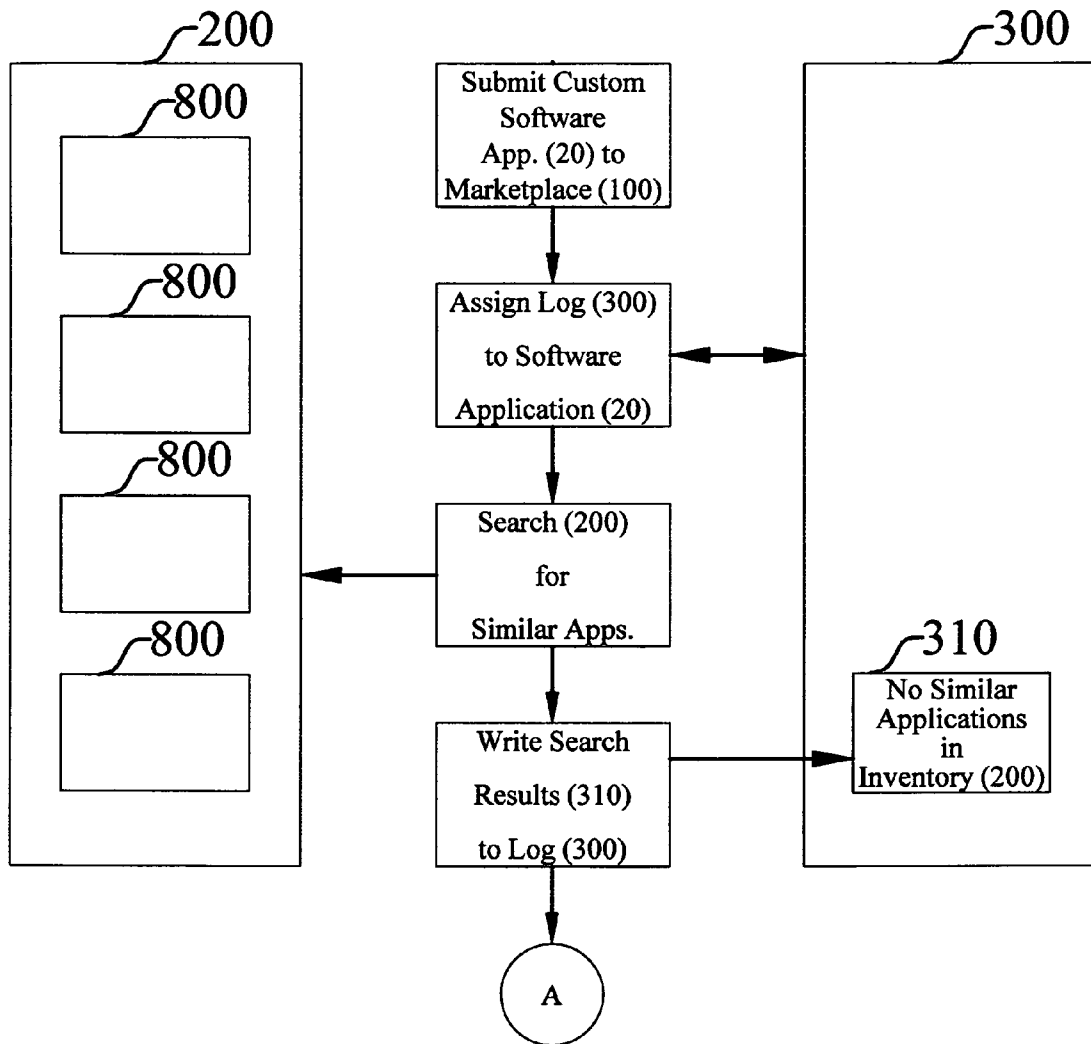 200
300
800
Submit Custom
Software
App. (20) to
Marketplace (100)
800
Assign Log (300)
to Software
Application (20)
800
Search (200)
for
Similar Apps.
800
310
No Similar
Applications
in
Inventory (200)
Write Search
Results (310)
to Log (300)
A